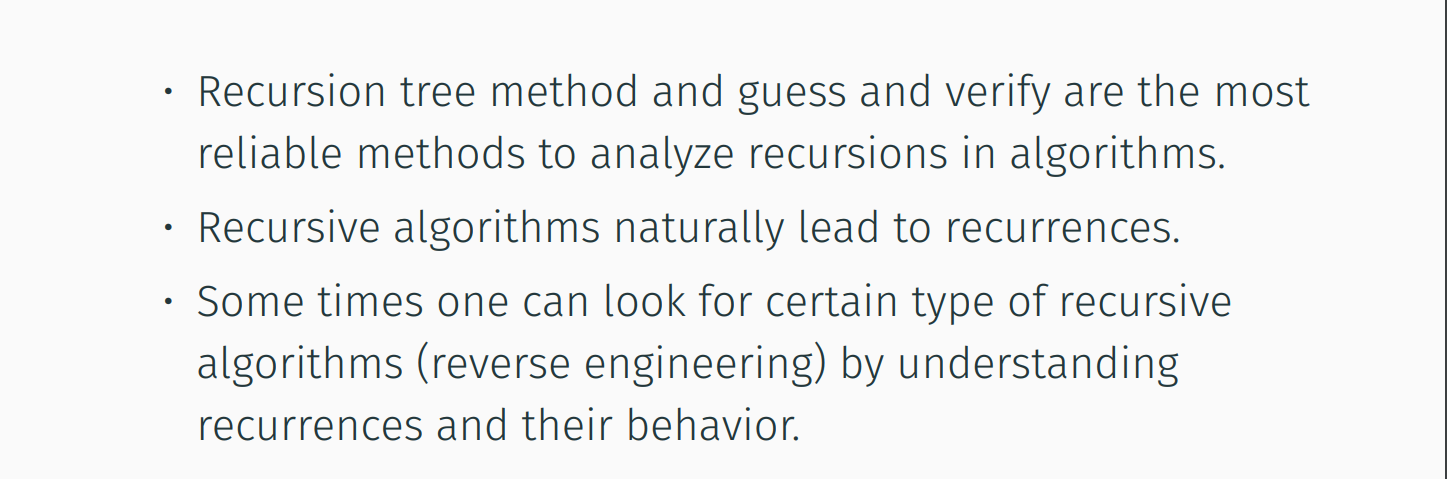 • Recursion tree method and guess and verify are the most
reliable methods to analyze recursions in algorithms.
• Recursive algorithms naturally lead to recurrences.
• Some times one can look for certain type of recursive
algorithms (reverse engineering) by understanding
recurrences and their behavior.